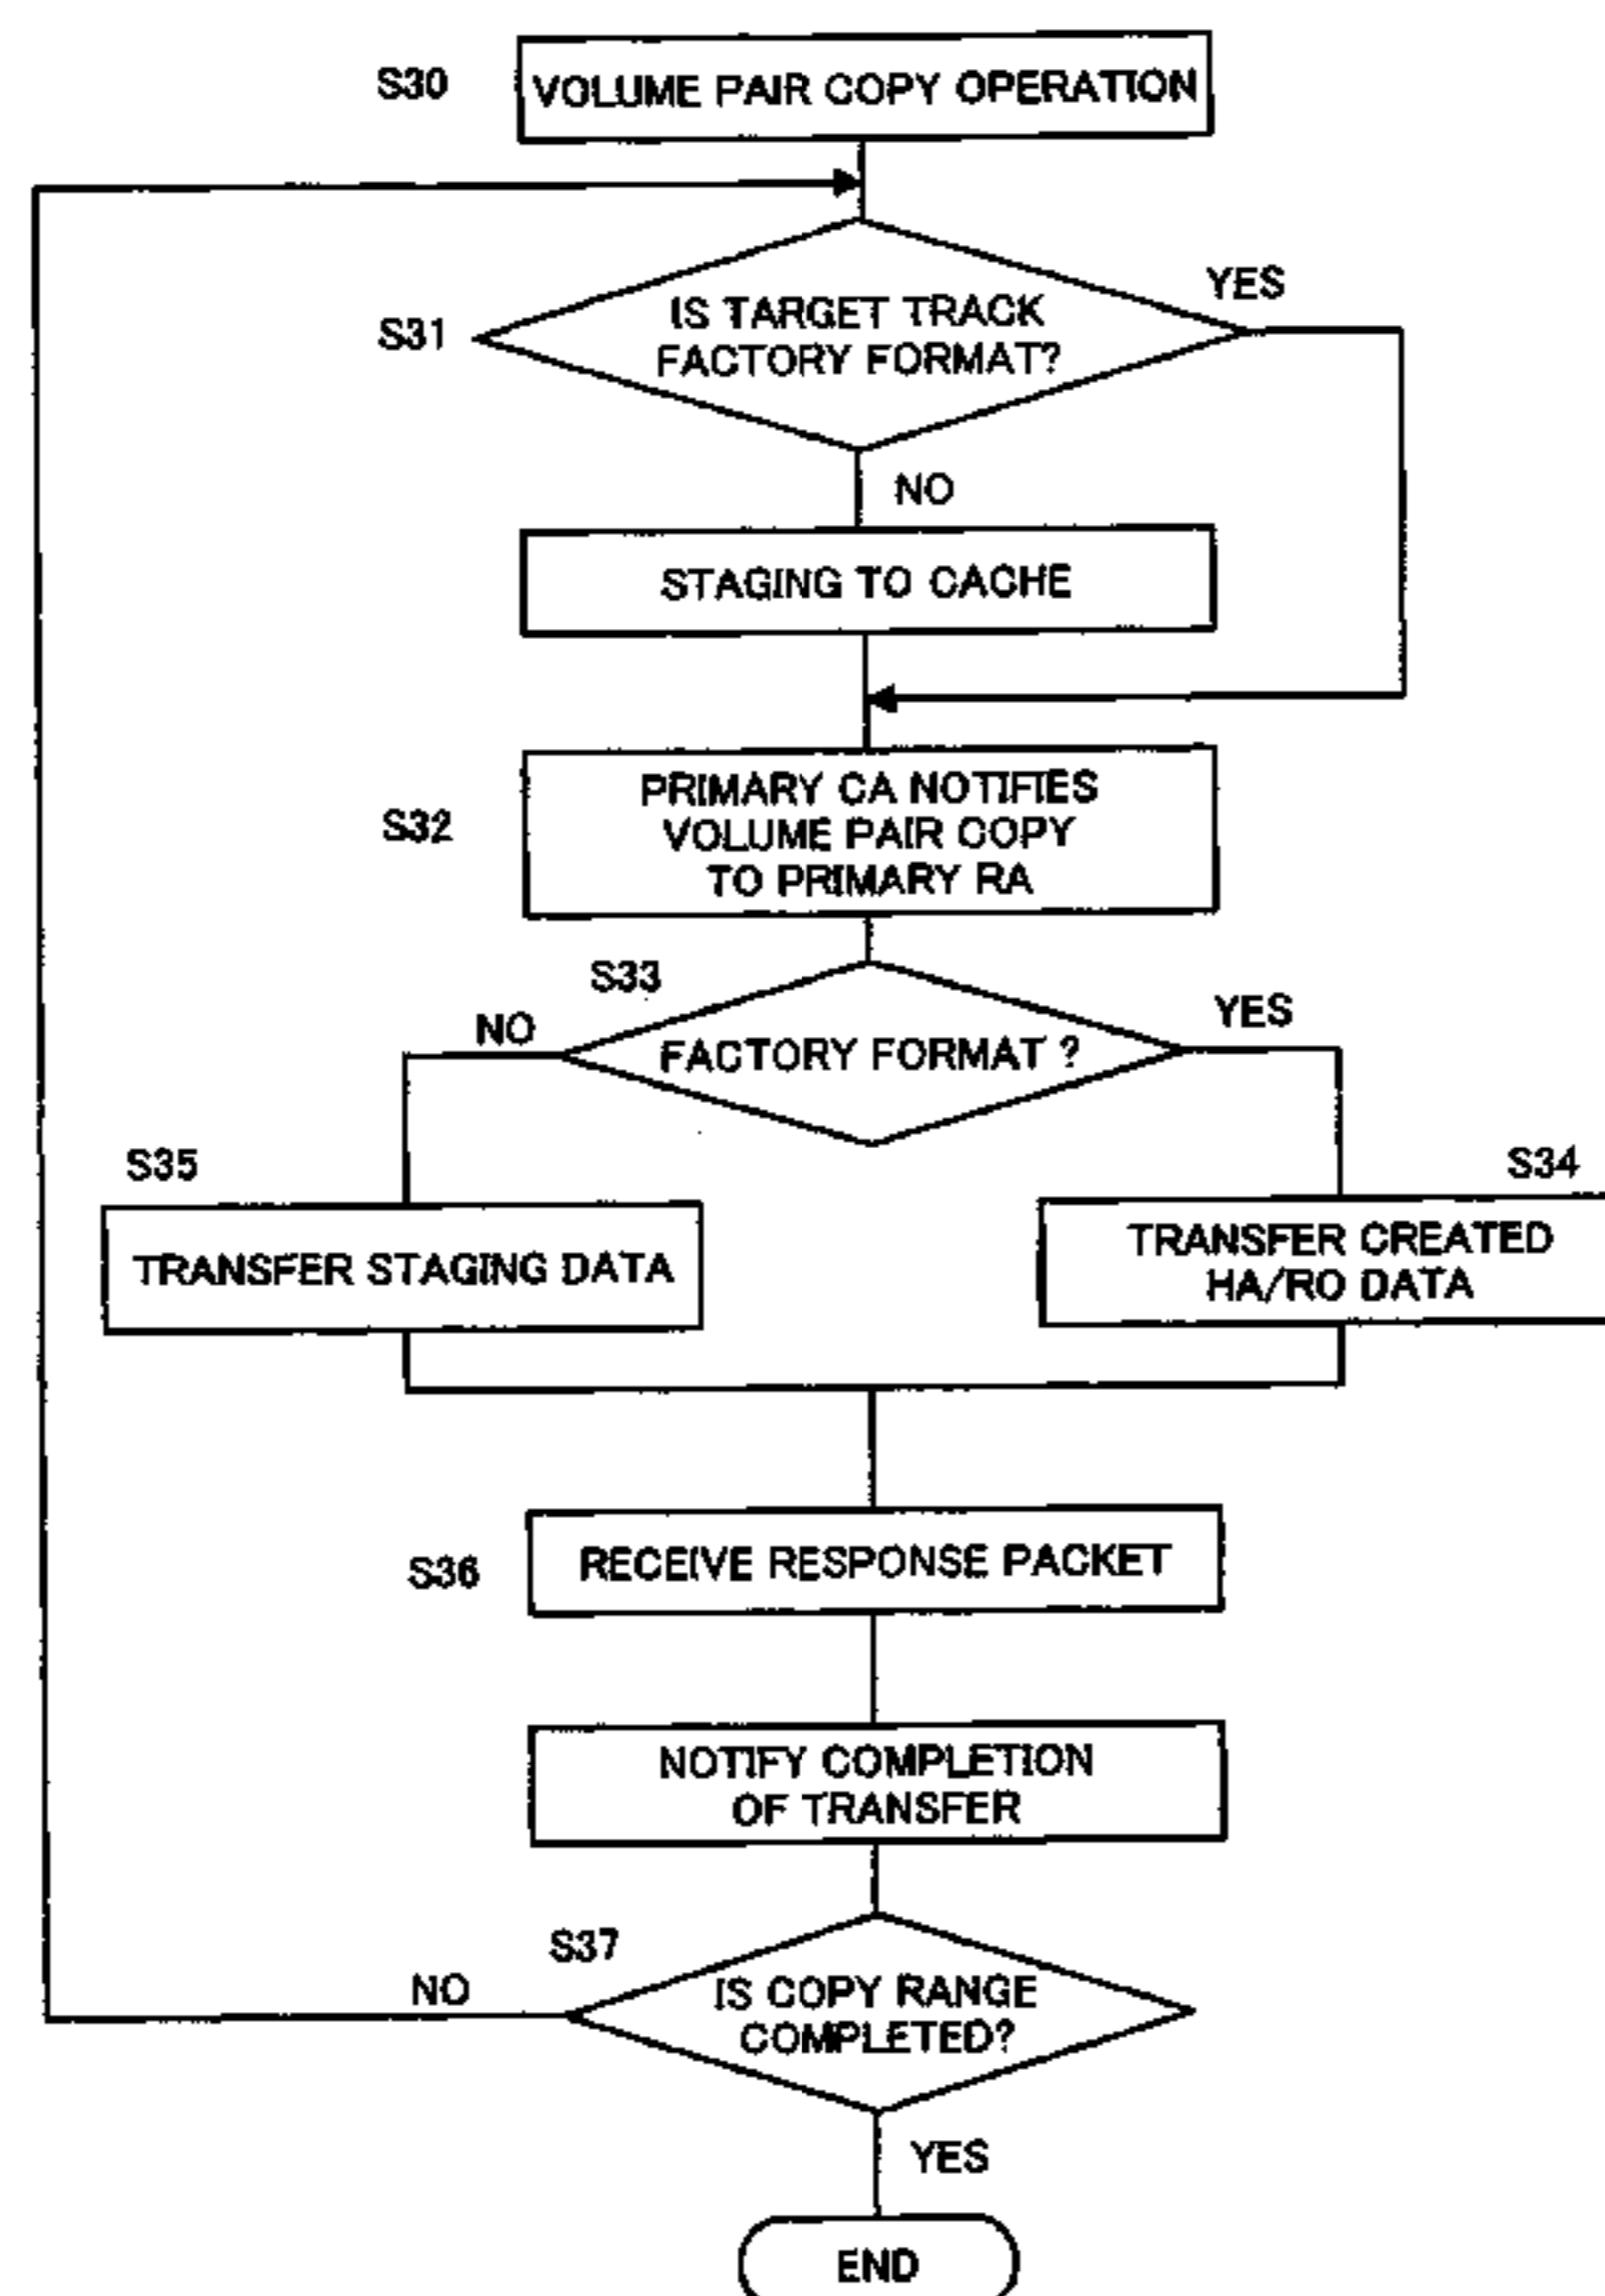 S30
VOLUME PAIR COPY OPERATION
YES
S31
IS TARGET TRACK
FACTORY FORMAT?
NO
STAGING TO CACHE
S32
PRIMARY CA NOTIFIES
VOLUME PAIR COPY
TO PRIMARY RA
S33
NO
YES
FACTORY FORMAT ?
S35
S34
TRANSFER STAGING DATA
TRANSFER CREATED
HA/RO DATA
S36
RECEIVE RESPONSE PACKET
NOTIFY COMPLETION
OF TRANSFER
S37
NO
IS COPY RANGE
COMPLETED?
YES
END